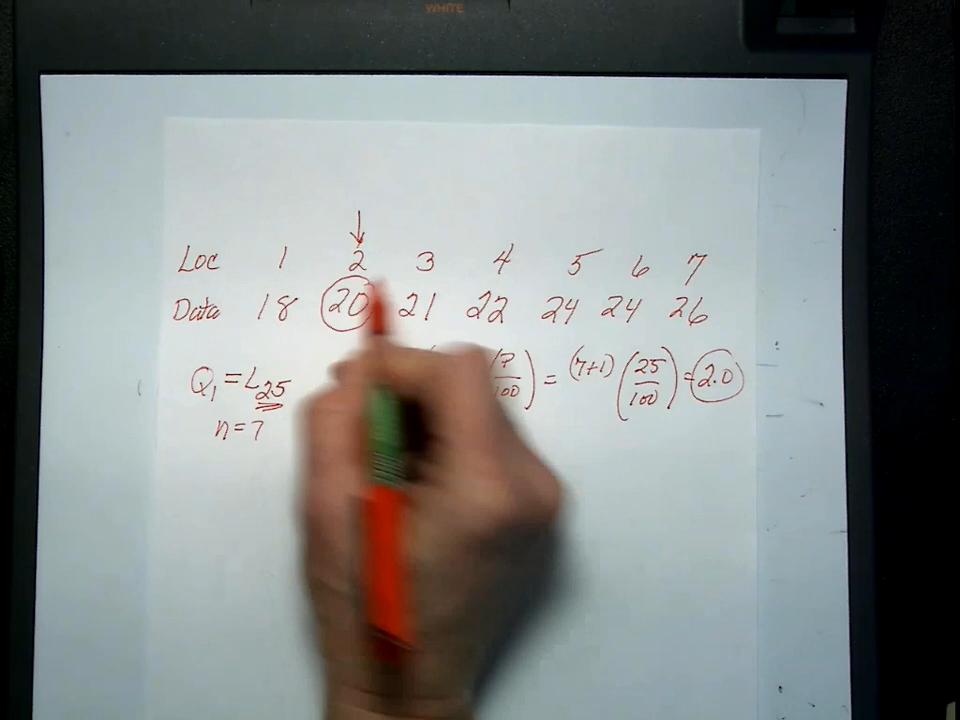 WHITE
Loc 1 2 3 4 5 6 7
Data 18 20 21 22 24 24 26
Q₁ = L₂₅ (P/100) = (7+1) (25/100) = 2.0
n = 7